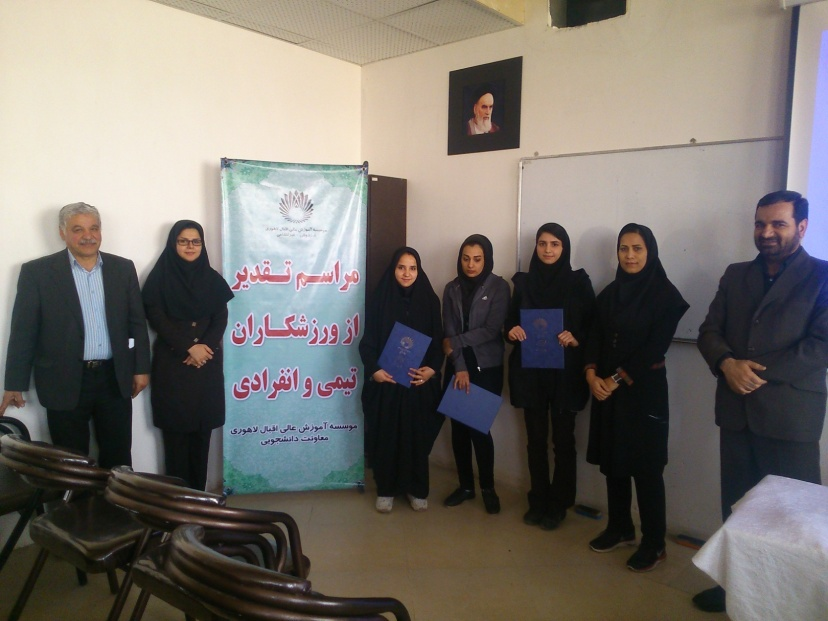 مراسم تقدیر
از ورزشکاران
تیمی و انفرادی
موسسه آموزش عالی اقبال لاهوری
معاونت دانشجویی